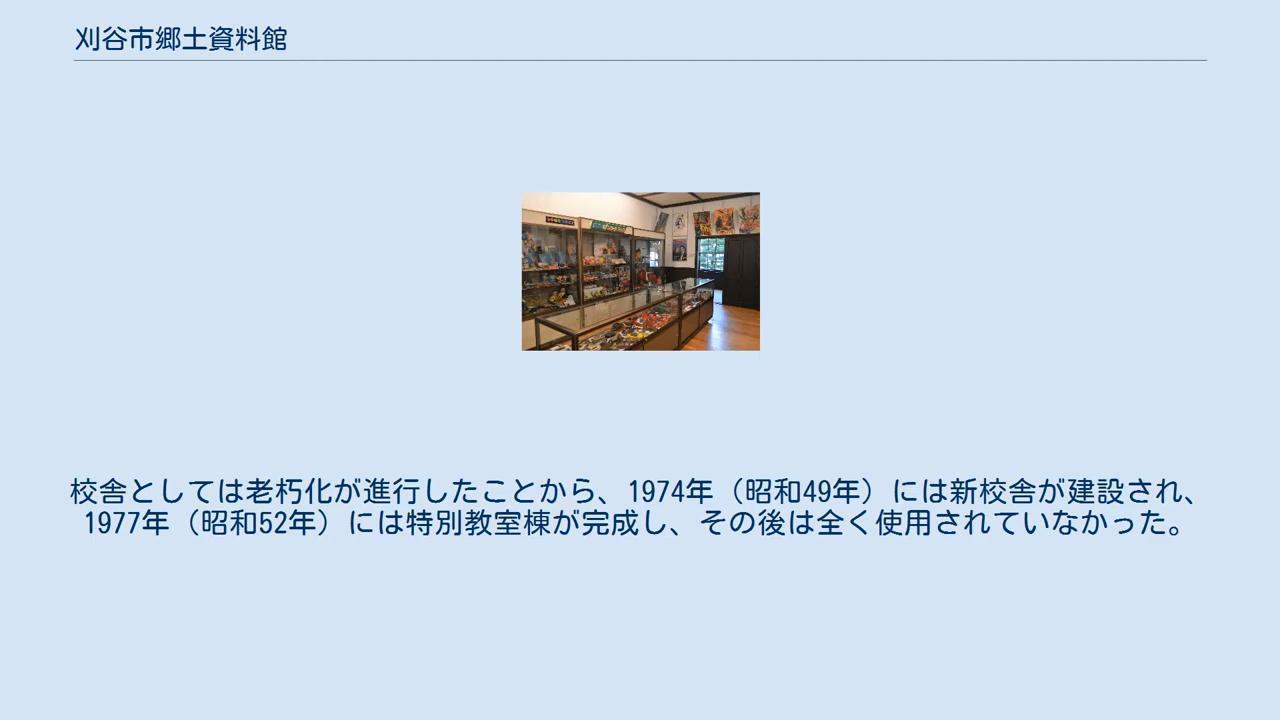 刈谷市郷土資料館
校舎としては老朽化が進行したことから、1974年（昭和49年）には新校舎が建設され、
1977年（昭和52年）には特別教室棟が完成し、その後は全く使用されていなかった。